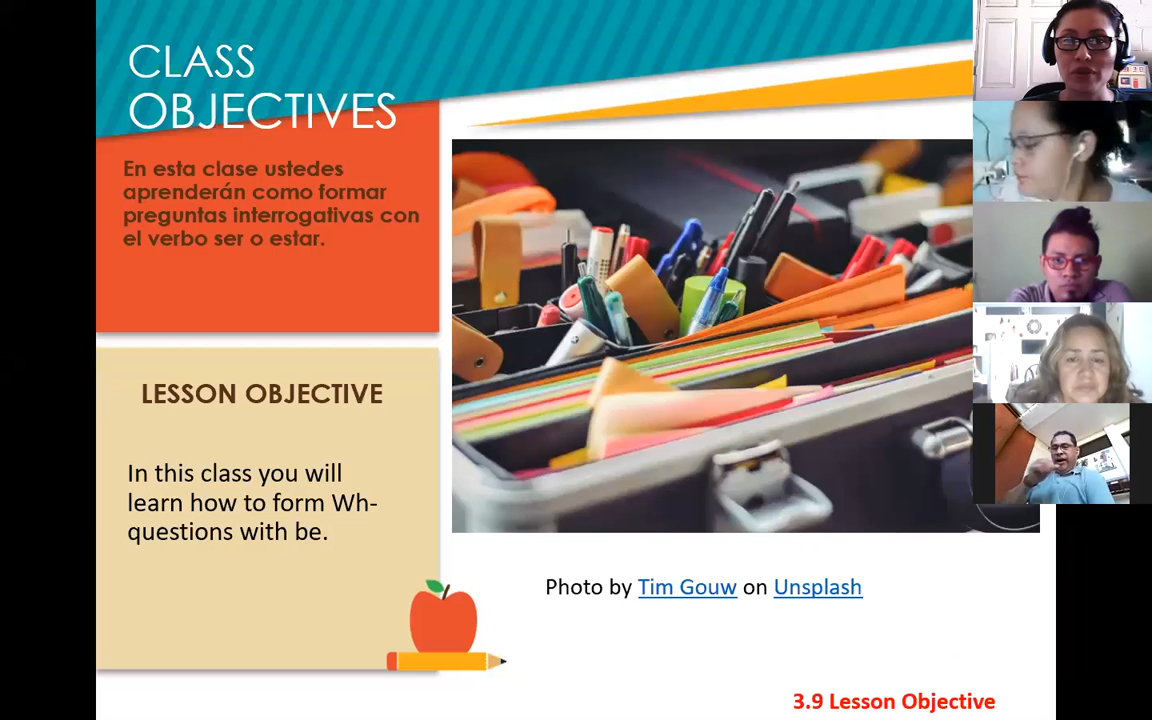 CLASS
OBJECTIVES
En esta clase ustedes
aprenderán como formar
preguntas interrogativas con
el verbo ser o estar.
LESSON OBJECTIVE
In this class you will
learn how to form Wh-
questions with be.
Photo by Tim Gouw on Unsplash
3.9 Lesson Objective